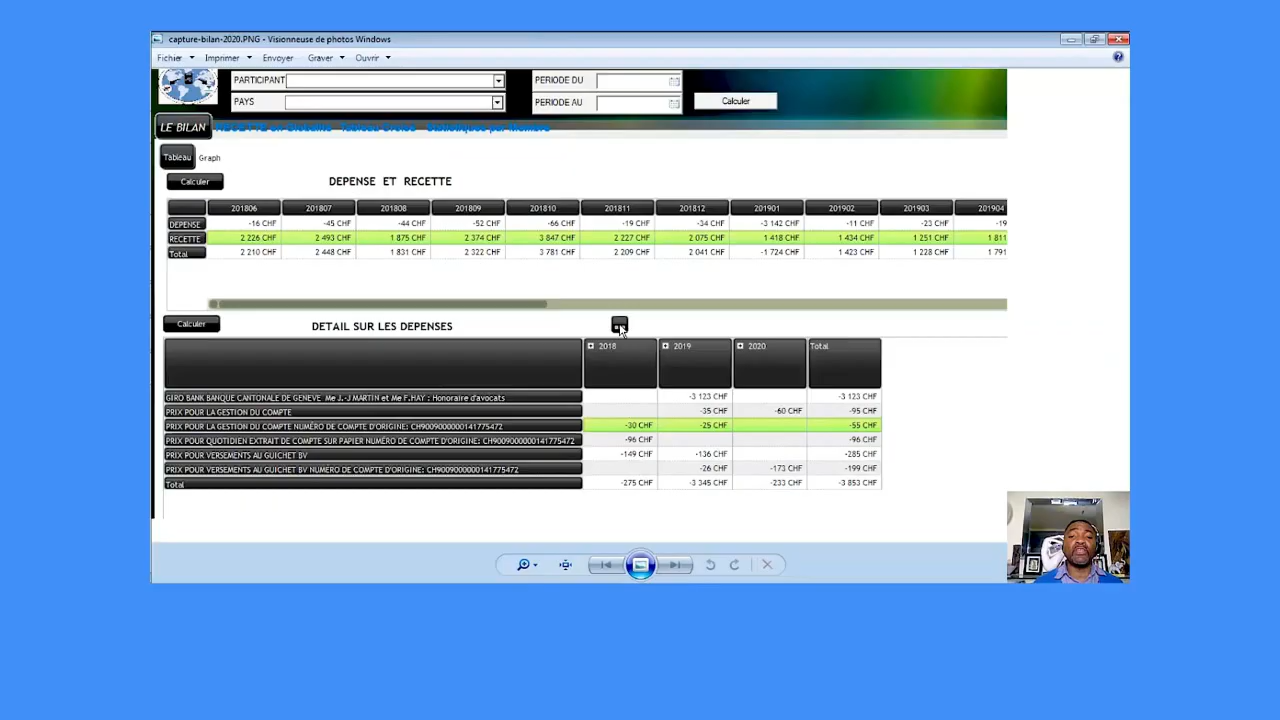 capture-bilan-2020.PNG - Visionneuse de photos Windows
Fichier Imprimer Envoyer Graver Ouvrir
PARTICIPANT PERIODE DU
PAYS PERIODE AU Calculer
LE BILAN
Tableau Graph
Calculer DEPENSE ET RECETTE
201806 201807 201808 201809 201810 201811 201812 201901 201902 201903 201904
DEPENSE -16 CHF -45 CHF -44 CHF -52 CHF -66 CHF -19 CHF -34 CHF -3 142 CHF -11 CHF -23 CHF -19
RECETTE 2 226 CHF 2 493 CHF 1 875 CHF 2 374 CHF 3 847 CHF 2 227 CHF 2 075 CHF 1 418 CHF 1 434 CHF 1 251 CHF 1 811
Total 2 210 CHF 2 448 CHF 1 831 CHF 2 322 CHF 3 781 CHF 2 209 CHF 2 041 CHF -1 724 CHF 1 423 CHF 1 228 CHF 1 791
Calculer DETAIL SUR LES DEPENSES
2018 2019 2020 Total
GIRO BANK BANQUE CANTONALE DE GENEVE Me J.-J MARTIN et Me F.HAY : Honoraire d'avocats -3 123 CHF -3 123 CHF
PRIX POUR LA GESTION DU COMPTE -35 CHF -60 CHF -95 CHF
PRIX POUR LA GESTION DU COMPTE NUMÉRO DE COMPTE D'ORIGINE: CH9009000000141775472 -30 CHF -25 CHF -55 CHF
PRIX POUR QUOTIDIEN EXTRAIT DE COMPTE SUR PAPIER NUMÉRO DE COMPTE D'ORIGINE: CH9009000000141775472 -96 CHF -96 CHF
PRIX POUR VERSEMENTS AU GUICHET BV -149 CHF -136 CHF -285 CHF
PRIX POUR VERSEMENTS AU GUICHET BV NUMÉRO DE COMPTE D'ORIGINE: CH9009000000141775472 -26 CHF -173 CHF -199 CHF
Total -275 CHF -3 345 CHF -233 CHF -3 853 CHF